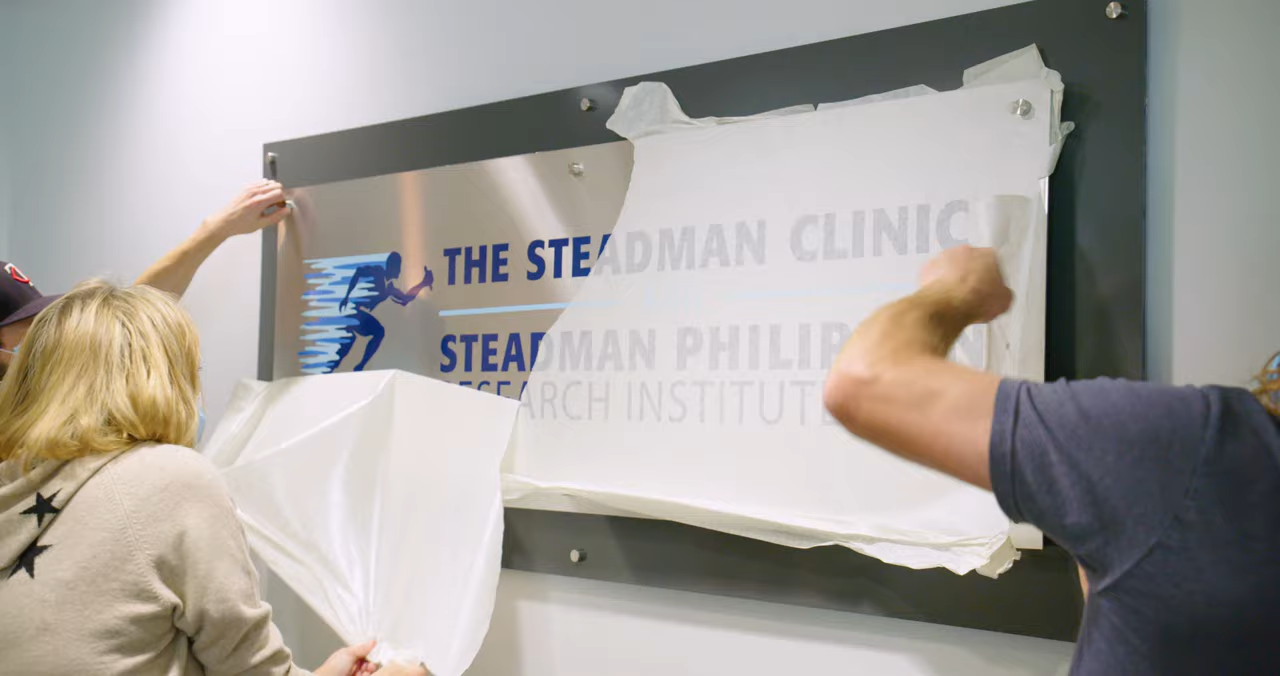 THE STEADMAN CLINIC
STEADMAN PHILIPPON
RESEARCH INSTITUTE